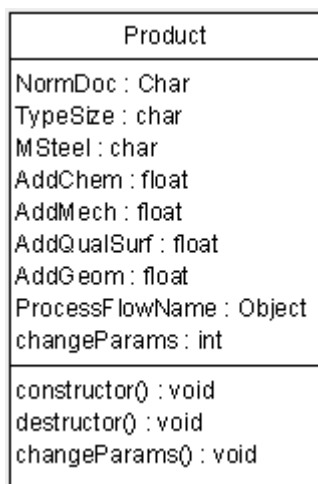 Product
NormDoc : Char
TypeSize : char
MSteel : char
AddChem : float
AddMech : float
AddQualSurf : float
AddGeom : float
ProcessFlowName : Object
changeParams : int
constructor() : void
destructor() : void
changeParams() : void